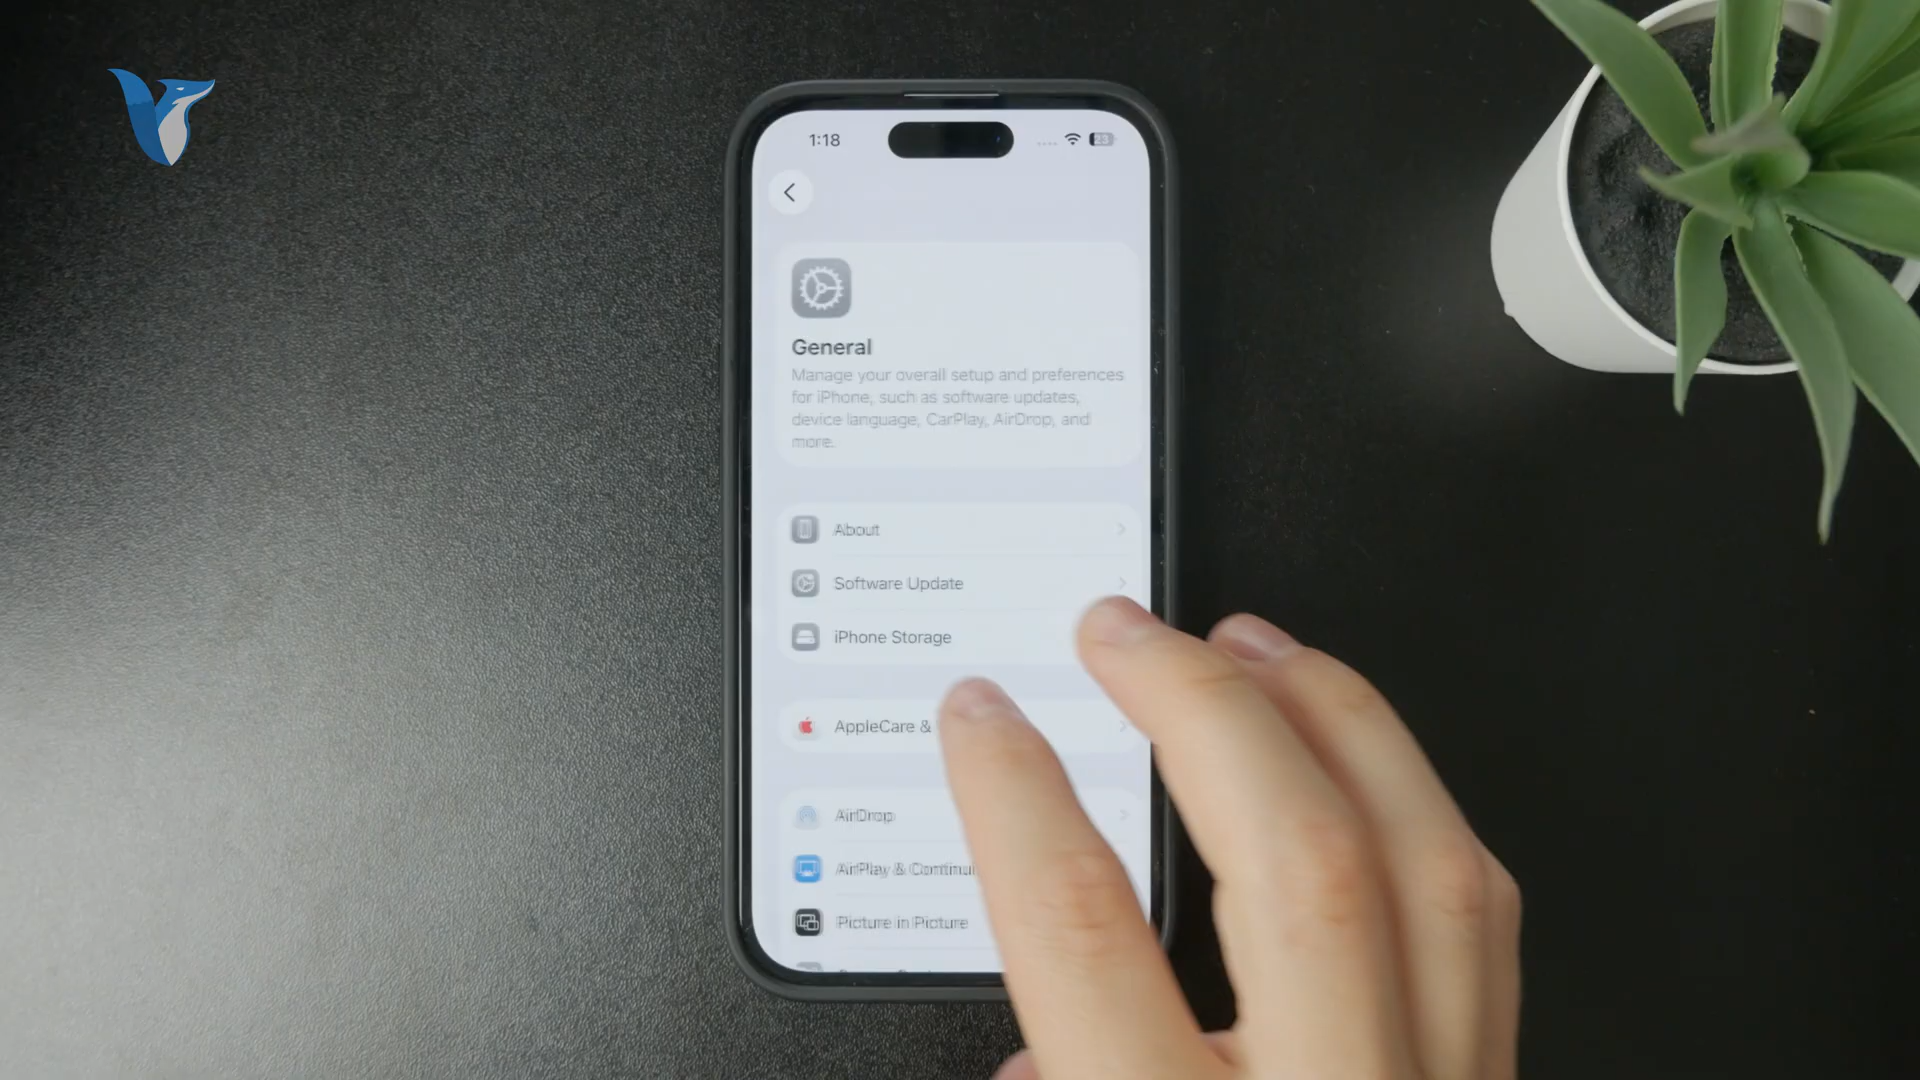 1:18
23
General
Manage your overall setup and preferences
for iPhone, such as software updates,
device language, CarPlay, AirDrop, and
more.
About
Software Update
iPhone Storage
AppleCare &
AirDrop
AirPlay & Continui
Picture in Picture